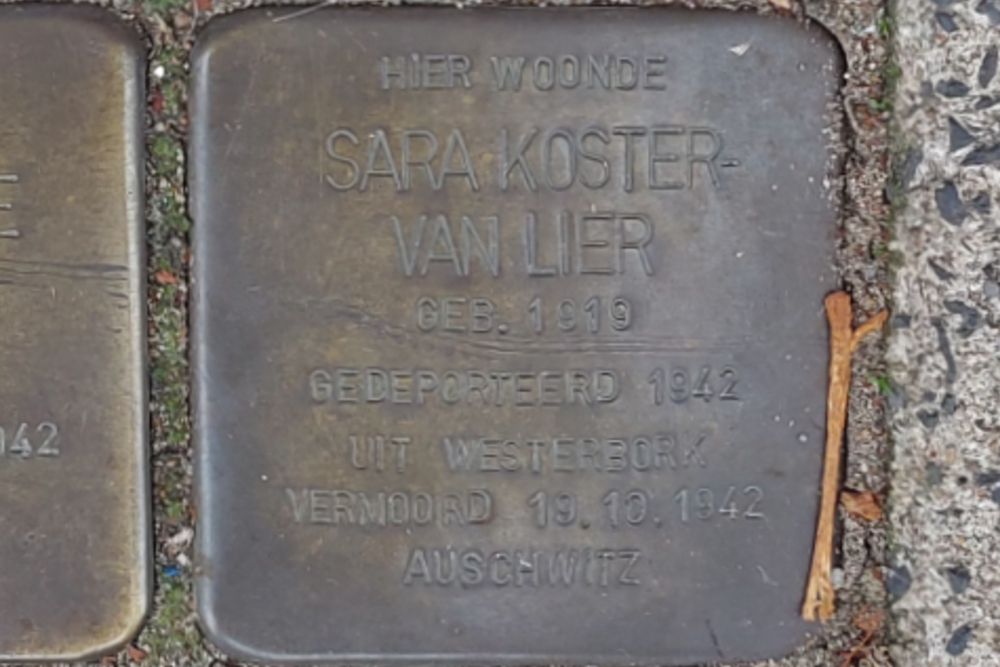 HIER WOONDE
SARA KOSTER-
VAN LIER
GEB. 1919
GEDEPORTEERD 1942
UIT WESTERBORK
VERMOORD 19.10.1942
AUSCHWITZ